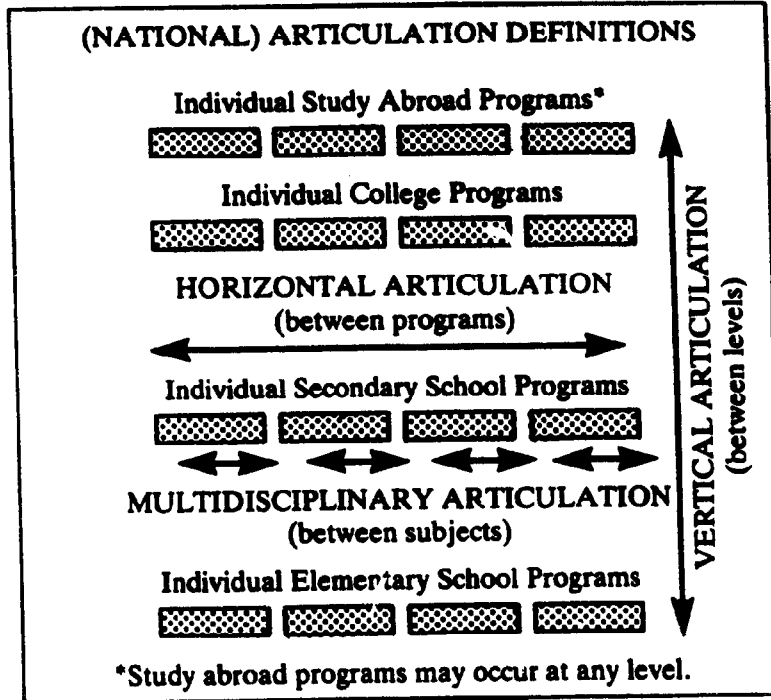 (NATIONAL) ARTICULATION DEFINITIONS
Individual Study Abroad Programs*
Individual College Programs
HORIZONTAL ARTICULATION
(between programs)
Individual Secondary School Programs
MULTIDISCIPLINARY ARTICULATION
(between subjects)
Individual Elementary School Programs
*Study abroad programs may occur at any level.
VERTICAL ARTICULATION
(between levels)